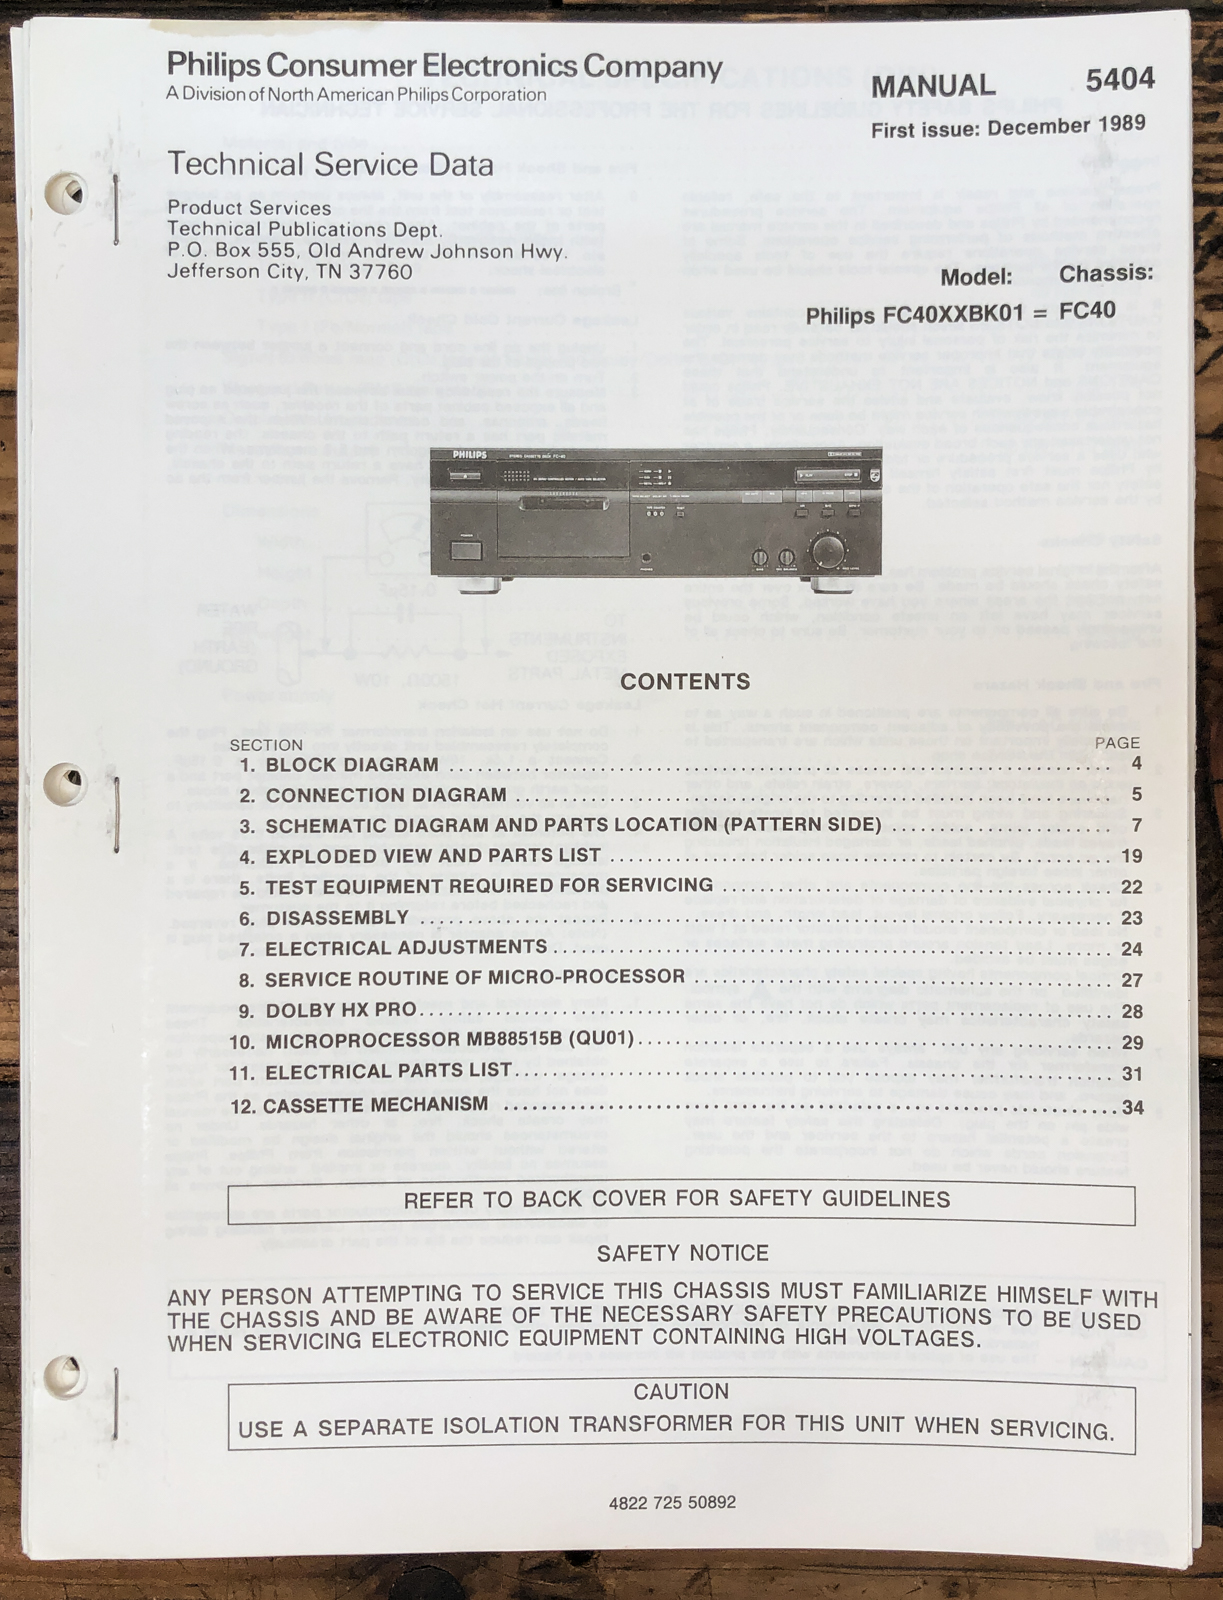 Philips Consumer Electronics Company
A Division of North American Philips Corporation
MANUAL 5404
First issue: December 1989
Technical Service Data
Product Services
Technical Publications Dept.
P.O. Box 555, Old Andrew Johnson Hwy.
Jefferson City, TN 37760
Model: Chassis:
Philips FC40XXBK01 = FC40
PHILIPS
CONTENTS
SECTION PAGE
1. BLOCK DIAGRAM 4
2. CONNECTION DIAGRAM 5
3. SCHEMATIC DIAGRAM AND PARTS LOCATION (PATTERN SIDE) 7
4. EXPLODED VIEW AND PARTS LIST 19
5. TEST EQUIPMENT REQUIRED FOR SERVICING 22
6. DISASSEMBLY 23
7. ELECTRICAL ADJUSTMENTS 24
8. SERVICE ROUTINE OF MICRO-PROCESSOR 27
9. DOLBY HX PRO 28
10. MICROPROCESSOR MB88515B (QU01) 29
11. ELECTRICAL PARTS LIST 31
12. CASSETTE MECHANISM 34
REFER TO BACK COVER FOR SAFETY GUIDELINES
SAFETY NOTICE
ANY PERSON ATTEMPTING TO SERVICE THIS CHASSIS MUST FAMILIARIZE HIMSELF WITH
THE CHASSIS AND BE AWARE OF THE NECESSARY SAFETY PRECAUTIONS TO BE USED
WHEN SERVICING ELECTRONIC EQUIPMENT CONTAINING HIGH VOLTAGES.
CAUTION
USE A SEPARATE ISOLATION TRANSFORMER FOR THIS UNIT WHEN SERVICING.
4822 725 50892